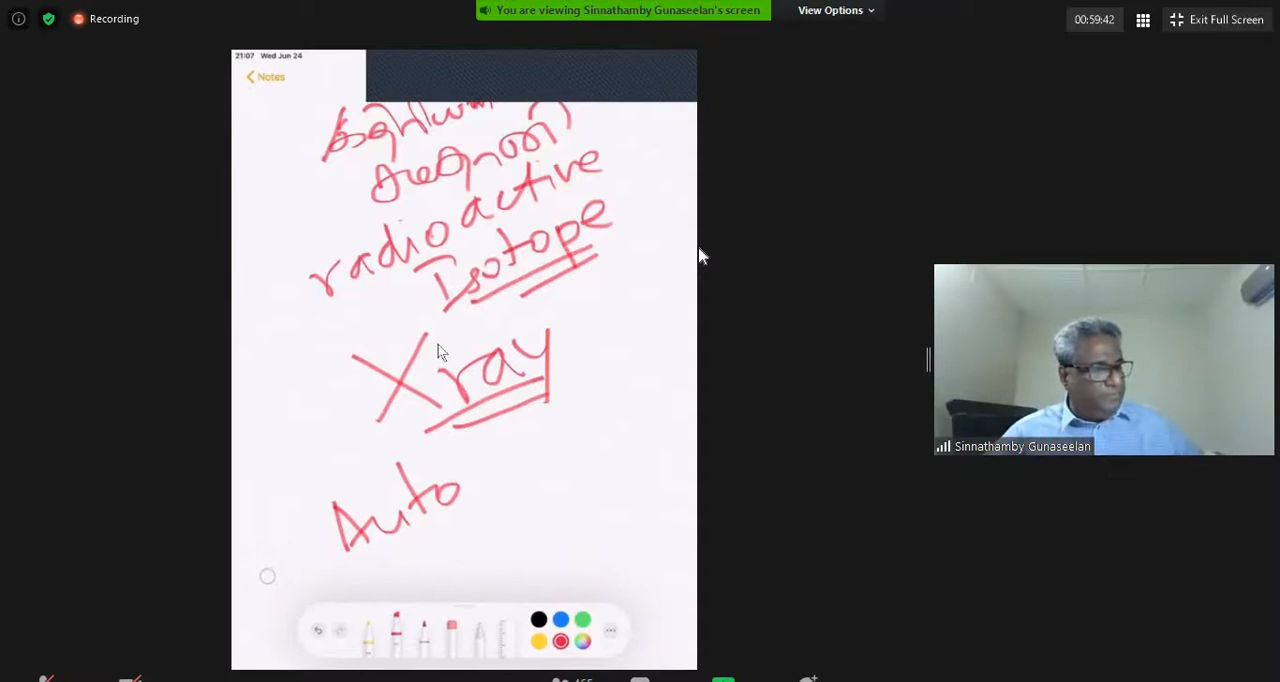 Recording
You are viewing Sinnathamby Gunaseelan's screen
View Options
00:59:42
Exit Full Screen
21:07 Wed Jun 24
Notes
radioactive
Isotope
Xray
Auto
Sinnathamby Gunaseelan